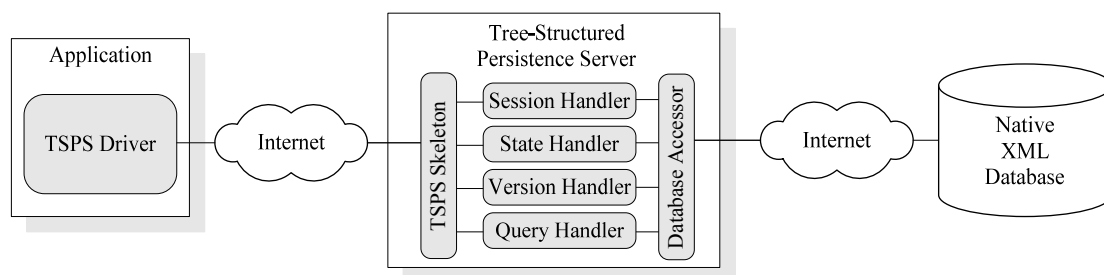 Application
TSPS Driver
Internet
Tree-Structured
Persistence Server
TSPS Skeleton
Session Handler
State Handler
Version Handler
Query Handler
Database Accessor
Internet
Native
XML
Database